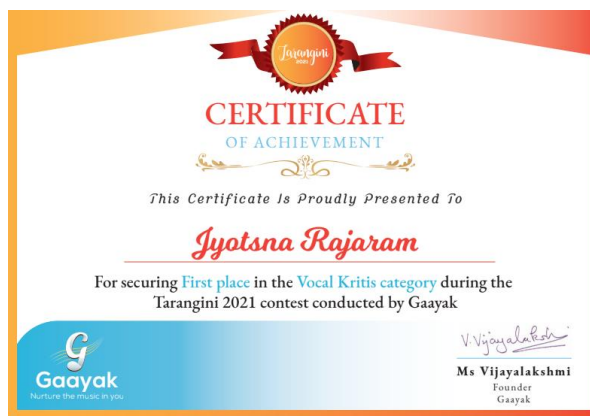 Tarangini
2021
CERTIFICATE
OF ACHIEVEMENT
This Certificate Is Proudly Presented To
Jyotsna Rajaram
For securing First place in the Vocal Kritis category during the
Tarangini 2021 contest conducted by Gaayak
V.Vijayalakshmi
Ms Vijayalakshmi
Founder
Gaayak
G
Gaayak
Nurture the music in you